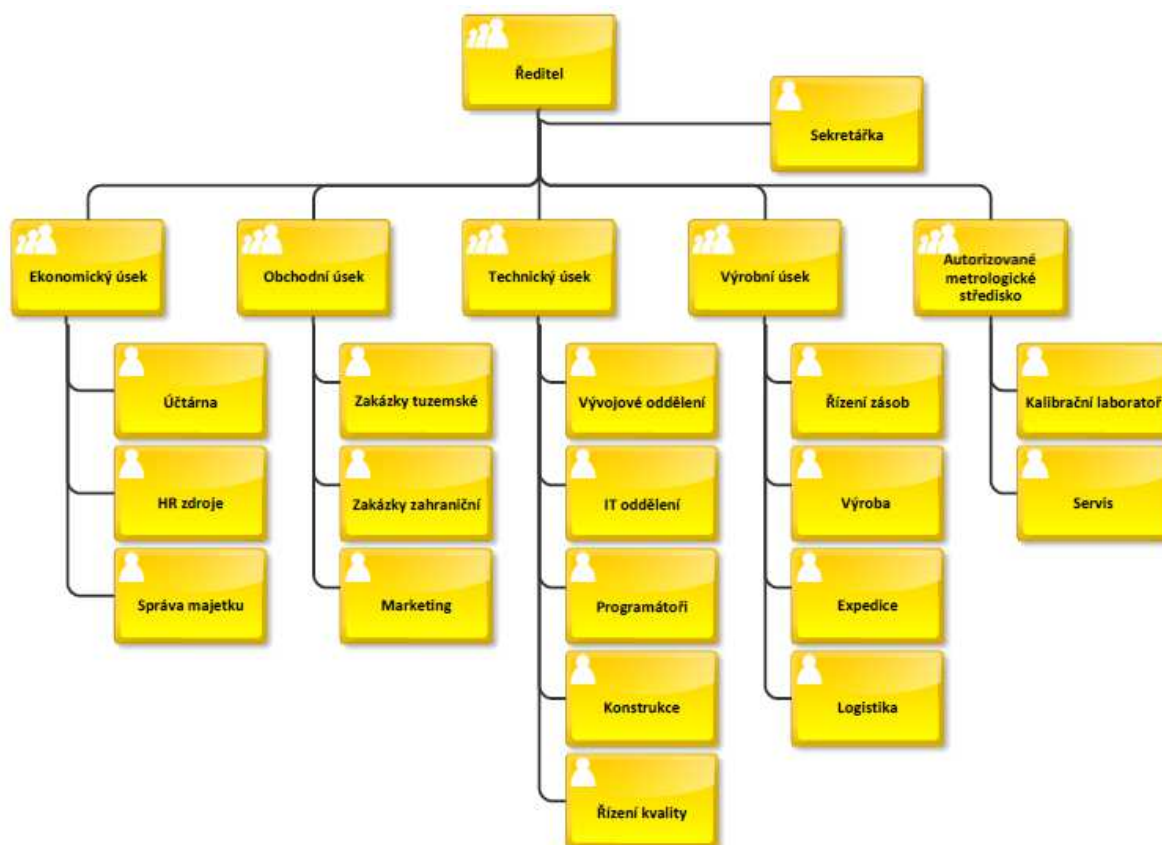 Ředitel
Sekretářka
Ekonomický úsek
Obchodní úsek
Technický úsek
Výrobní úsek
Autorizované
metrologické
středisko
Účtárna
Zakázky tuzemské
Vývojové oddělení
Řízení zásob
Kalibrační laboratoř
HR zdroje
Zakázky zahraniční
IT oddělení
Výroba
Servis
Správa majetku
Marketing
Programátoři
Expedice
Konstrukce
Logistika
Řízení kvality